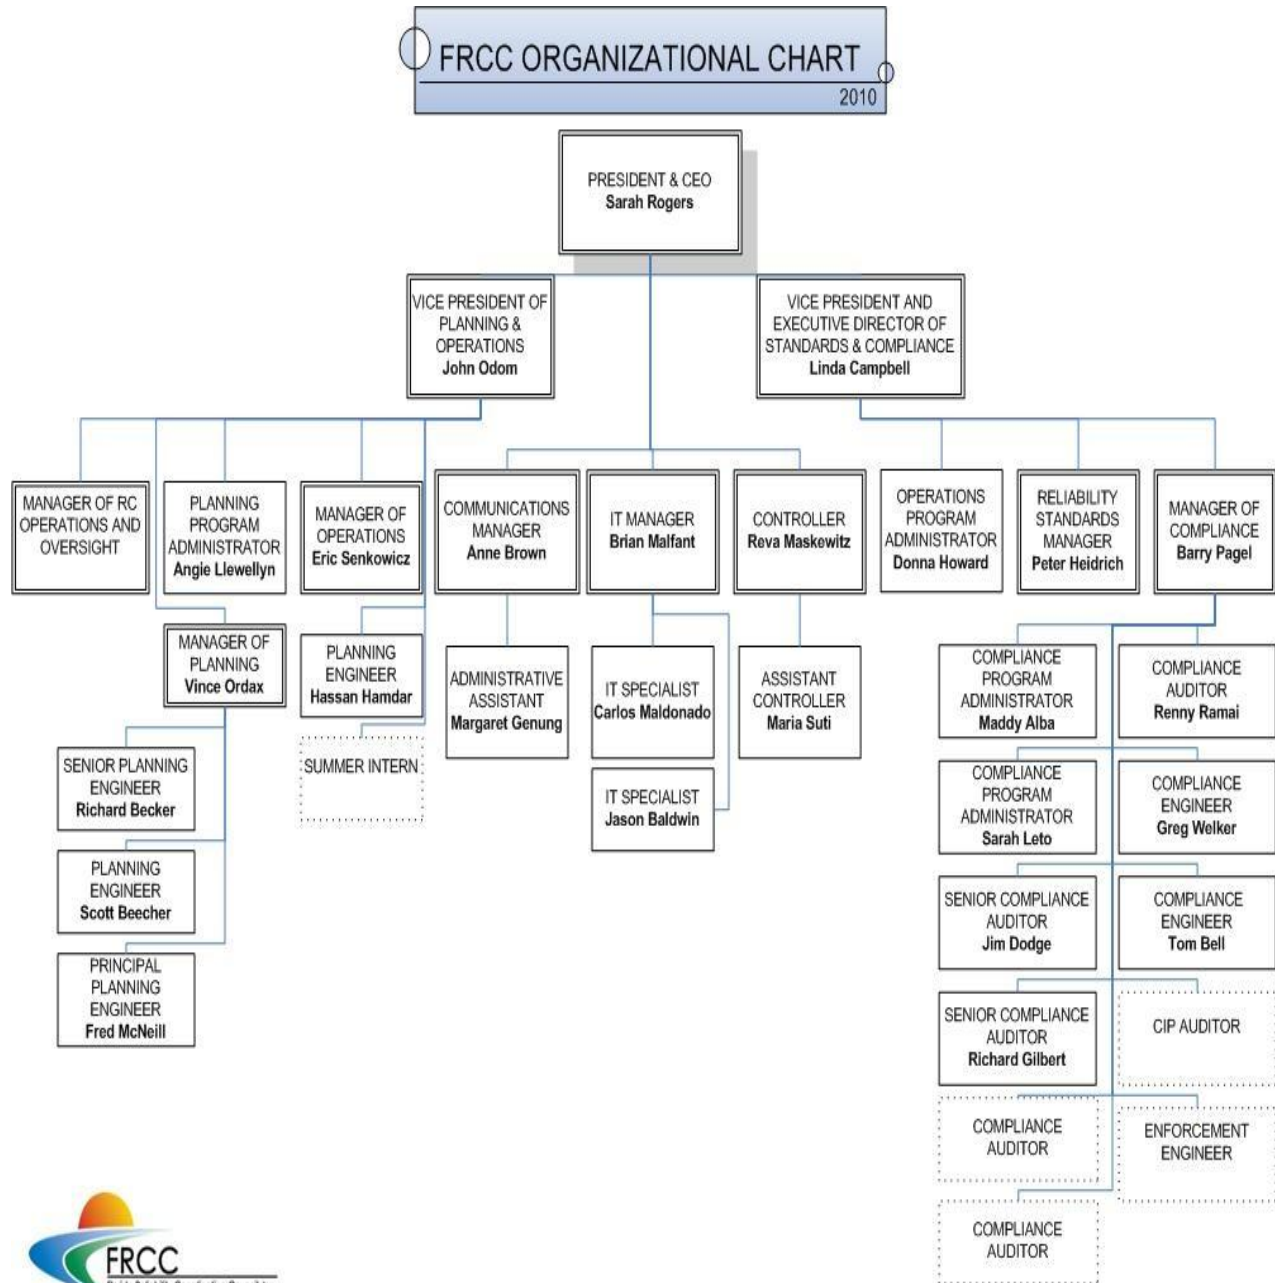 FRCC ORGANIZATIONAL CHART
2010
PRESIDENT & CEO
Sarah Rogers
VICE PRESIDENT OF
PLANNING &
OPERATIONS
John Odom
VICE PRESIDENT AND
EXECUTIVE DIRECTOR OF
STANDARDS & COMPLIANCE
Linda Campbell
MANAGER OF RC
OPERATIONS AND
OVERSIGHT
PLANNING
PROGRAM
ADMINISTRATOR
Angie Llewellyn
MANAGER OF
OPERATIONS
Eric Senkowicz
COMMUNICATIONS
MANAGER
Anne Brown
IT MANAGER
Brian Malfant
CONTROLLER
Reva Maskewitz
OPERATIONS
PROGRAM
ADMINISTRATOR
Donna Howard
RELIABILITY
STANDARDS
MANAGER
Peter Heidrich
MANAGER OF
COMPLIANCE
Barry Pagel
MANAGER OF
PLANNING
Vince Ordax
PLANNING
ENGINEER
Hassan Hamdar
ADMINISTRATIVE
ASSISTANT
Margaret Genung
IT SPECIALIST
Carlos Maldonado
ASSISTANT
CONTROLLER
Maria Suti
COMPLIANCE
PROGRAM
ADMINISTRATOR
Maddy Alba
COMPLIANCE
AUDITOR
Renny Ramai
SENIOR PLANNING
ENGINEER
Richard Becker
SUMMER INTERN
IT SPECIALIST
Jason Baldwin
COMPLIANCE
PROGRAM
ADMINISTRATOR
Sarah Leto
COMPLIANCE
ENGINEER
Greg Welker
PLANNING
ENGINEER
Scott Beecher
SENIOR COMPLIANCE
AUDITOR
Jim Dodge
COMPLIANCE
ENGINEER
Tom Bell
PRINCIPAL
PLANNING
ENGINEER
Fred McNeill
SENIOR COMPLIANCE
AUDITOR
Richard Gilbert
CIP AUDITOR
COMPLIANCE
AUDITOR
ENFORCEMENT
ENGINEER
COMPLIANCE
AUDITOR
FRCC